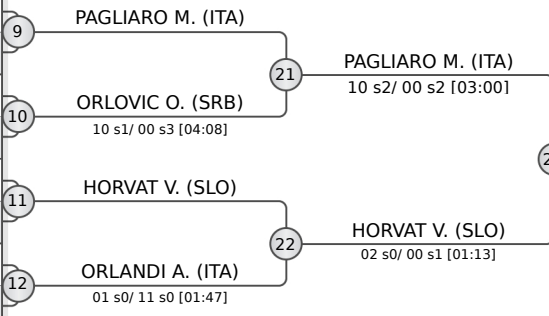 9
PAGLIARO M. (ITA)
21
PAGLIARO M. (ITA)
10 s2/ 00 s2 [03:00]
10
ORLOVIC O. (SRB)
10 s1/ 00 s3 [04:08]
11
HORVAT V. (SLO)
22
HORVAT V. (SLO)
02 s0/ 00 s1 [01:13]
12
ORLANDI A. (ITA)
01 s0/ 11 s0 [01:47]